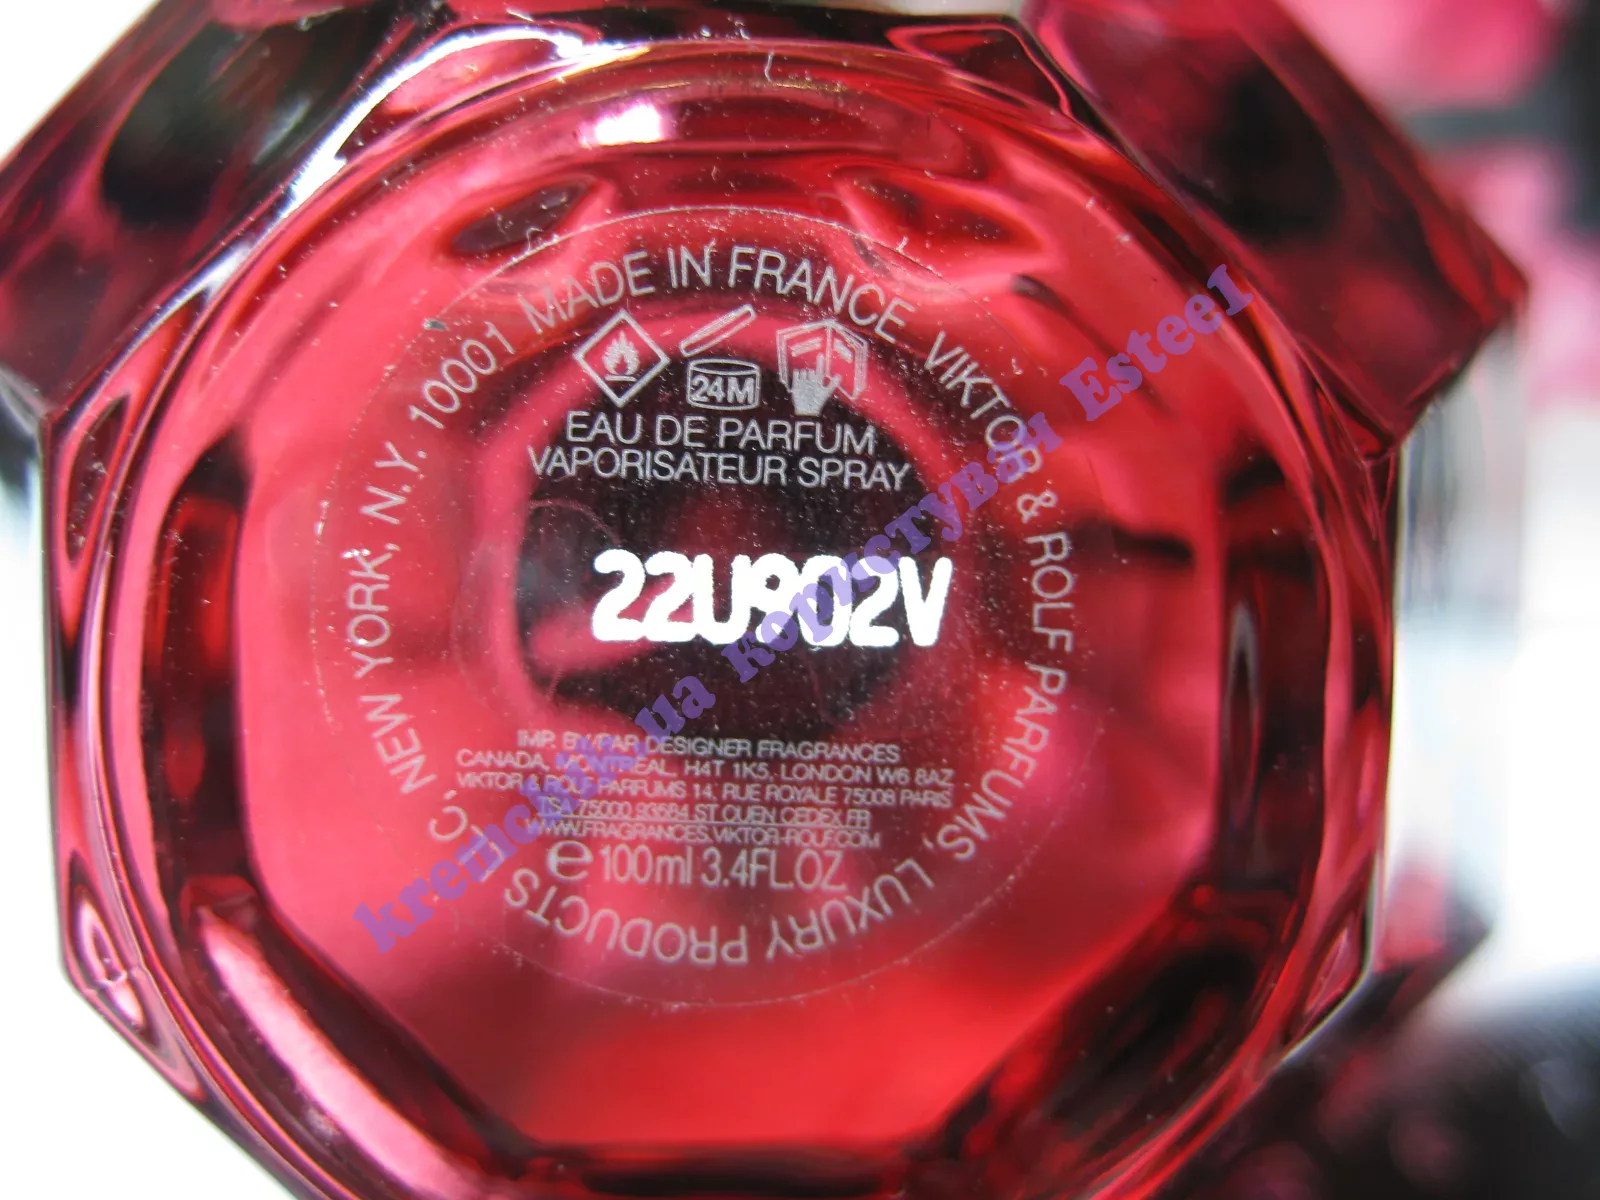 MADE IN FRANCE VIKTOR & ROLF PARFUMS, LUXURY PRODUCTS LLC, NEW YORK, N.Y. 10001
24M
EAU DE PARFUM
VAPORISATEUR SPRAY
22U902V
IMP. BY/PAR DESIGNER FRAGRANCES
CANADA, MONTREAL, H4T 1K5, LONDON W6 8AZ
VIKTOR & ROLF PARFUMS 14, RUE ROYALE 75008 PARIS
TSA 75000 93584 ST OUEN CEDEX FR
WWW.FRAGRANCES.VIKTOR-ROLF.COM
e 100ml 3.4FL.OZ
користувач Esteel